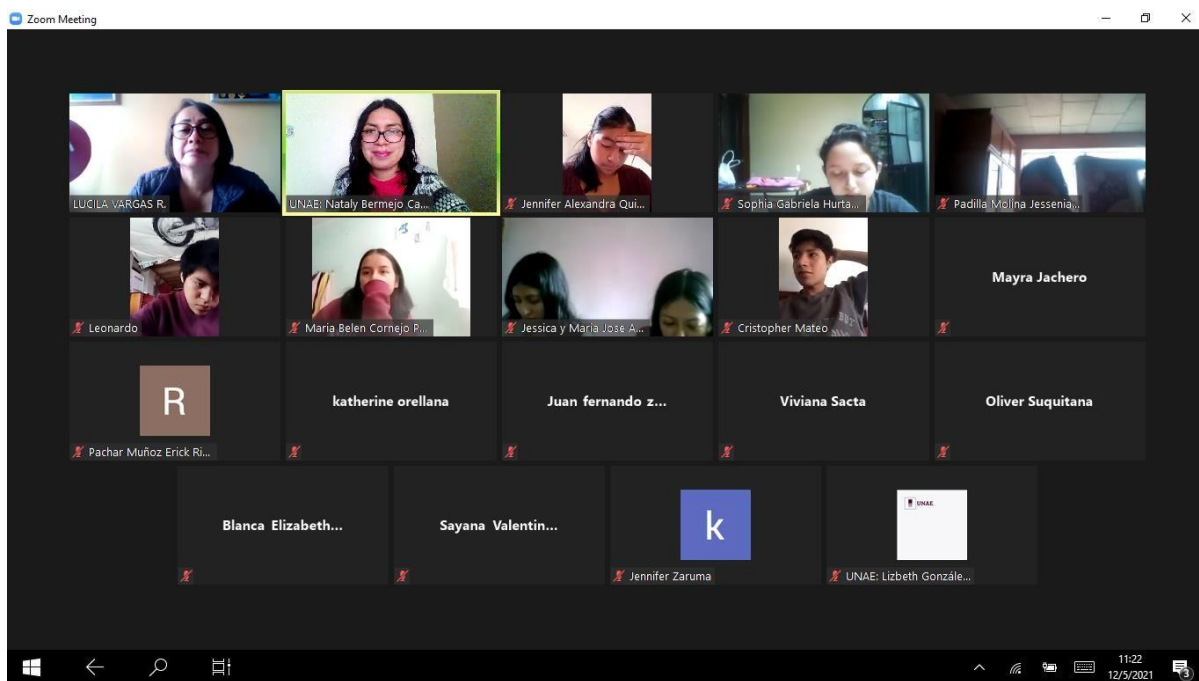 Zoom Meeting
LUCILA VARGAS R.
UNAE: Nataly Bermejo Ca...
Jennifer Alexandra Qui...
Sophia Gabriela Hurta...
Padilla Molina Jessenia...
Leonardo
Maria Belen Cornejo P...
Jessica y María Jose A...
Cristopher Mateo
Mayra Jachero
R
Pachar Muñoz Erick Ri...
katherine orellana
Juan fernando z...
Viviana Sacta
Oliver Suquitana
Blanca Elizabeth...
Sayana Valentin...
k
Jennifer Zaruma
UNAE
UNAE: Lizbeth Gonzále...
11:22
12/5/2021
3